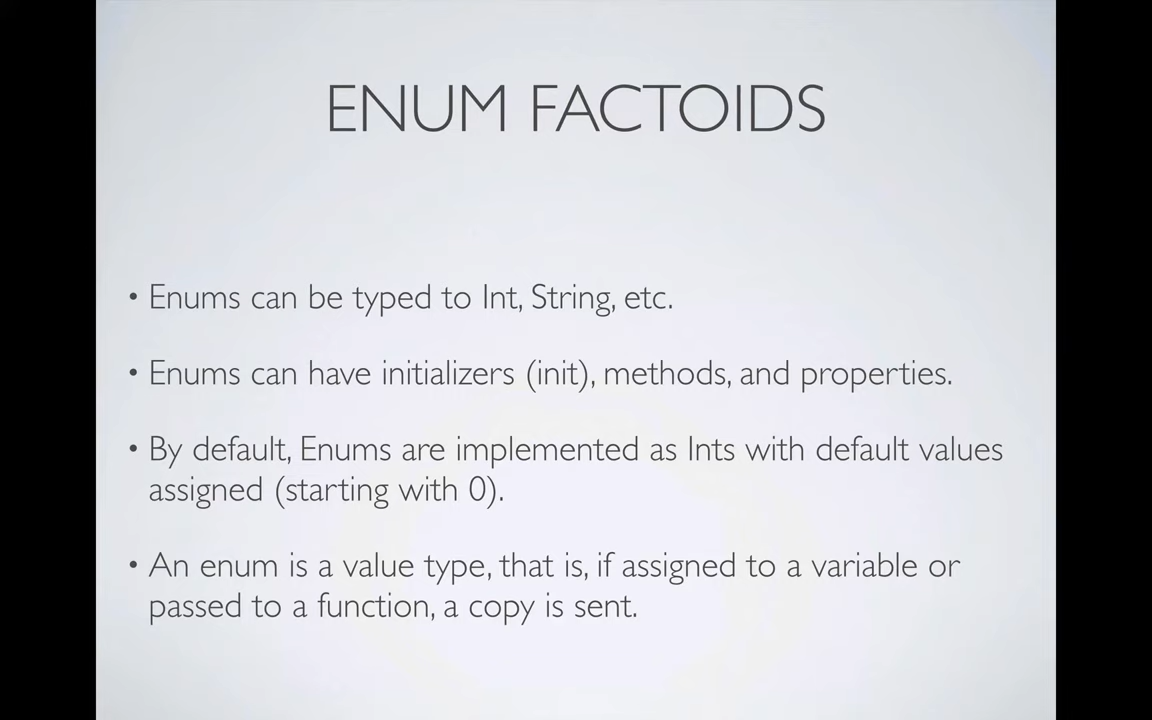 ENUM FACTOIDS
• Enums can be typed to Int, String, etc.
• Enums can have initializers (init), methods, and properties.
• By default, Enums are implemented as Ints with default values
assigned (starting with 0).
• An enum is a value type, that is, if assigned to a variable or
passed to a function, a copy is sent.